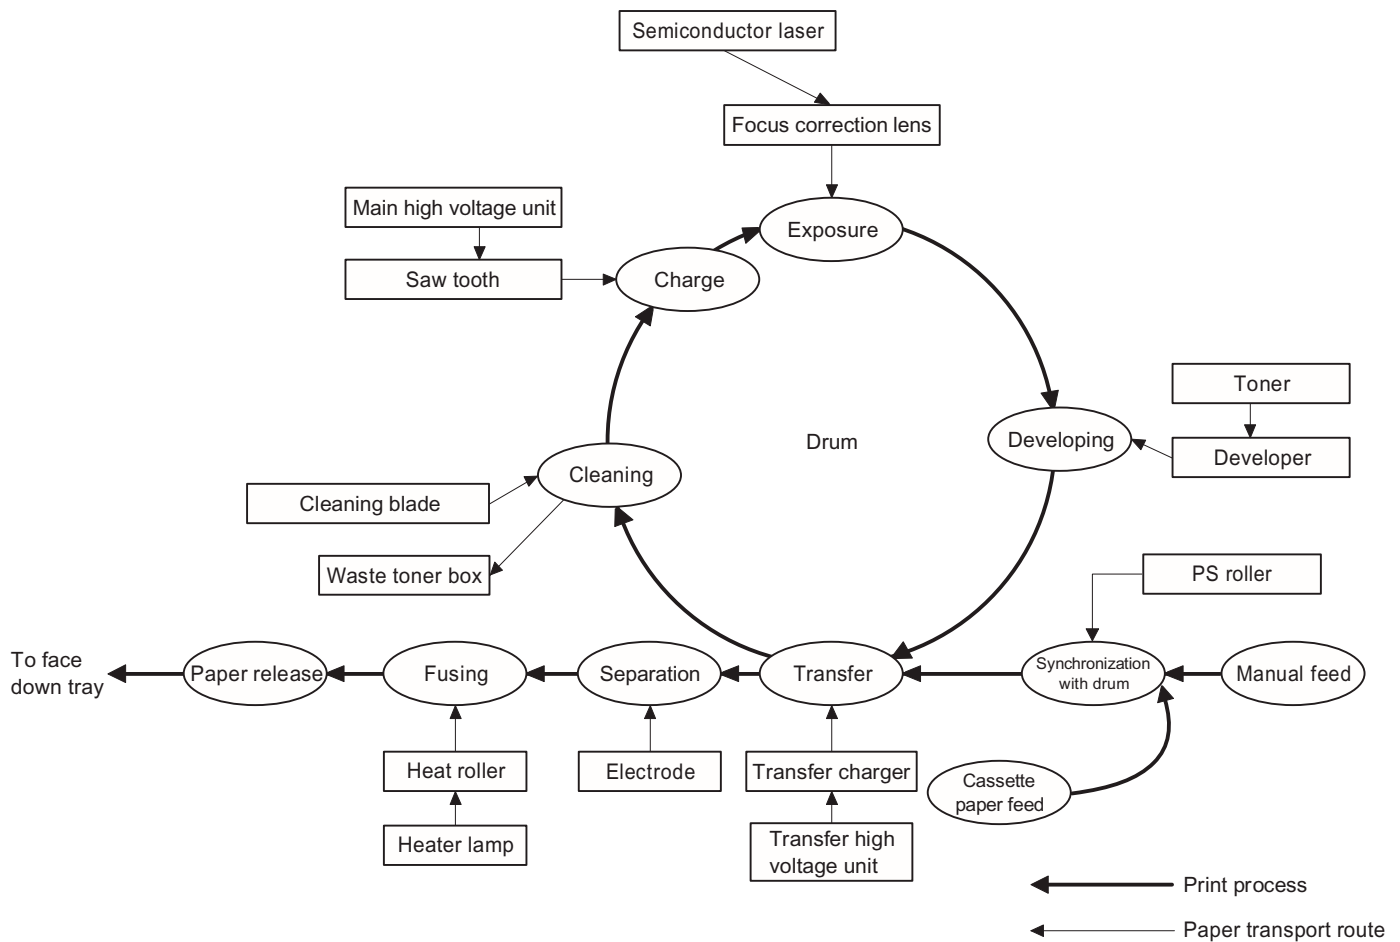 Semiconductor laser
Focus correction lens
Main high voltage unit
Exposure
Saw tooth
Charge
Toner
Drum
Developing
Developer
Cleaning
Cleaning blade
Waste toner box
PS roller
To face
down tray
Paper release
Fusing
Separation
Transfer
Synchronization
with drum
Manual feed
Heat roller
Electrode
Transfer charger
Cassette
paper feed
Heater lamp
Transfer high
voltage unit
Print process
Paper transport route